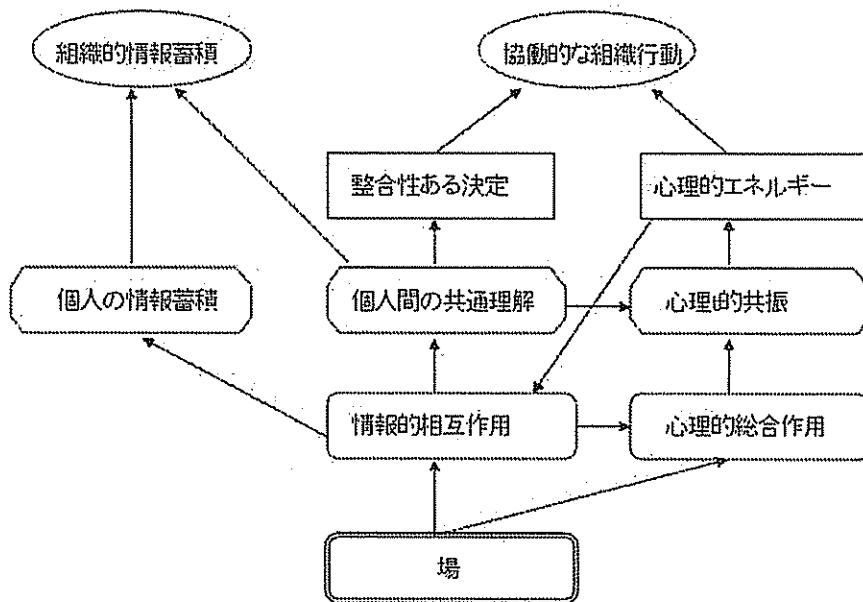 組織的情報蓄積
協働的な組織行動
整合性ある決定
心理的エネルギー
個人の情報蓄積
個人間の共通理解
心理的共振
情報的相互作用
心理的総合作用
場